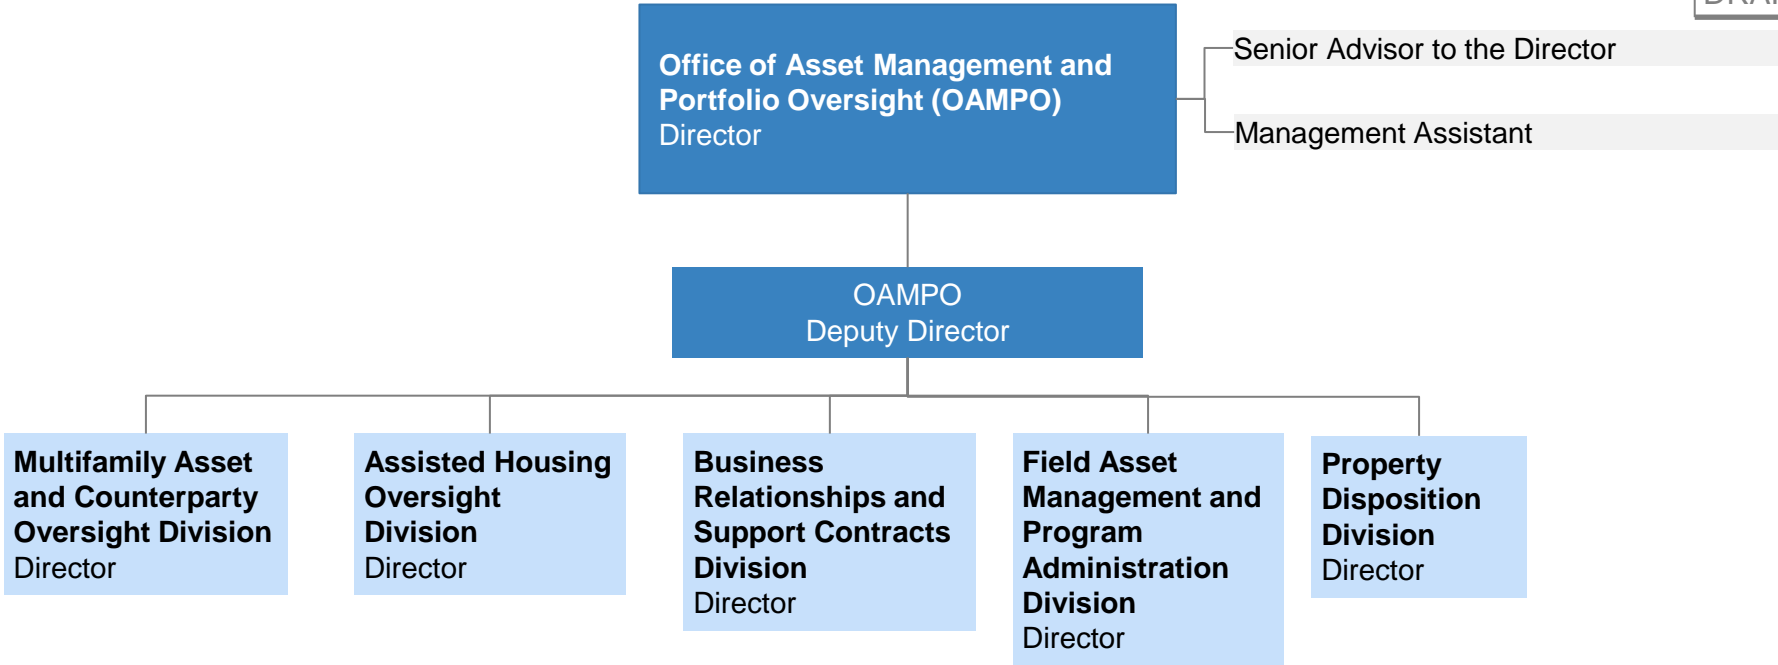 Office of Asset Management and
Portfolio Oversight (OAMPO)
Director
Senior Advisor to the Director
Management Assistant
OAMPO
Deputy Director
Multifamily Asset
and Counterparty
Oversight Division
Director
Assisted Housing
Oversight
Division
Director
Business
Relationships and
Support Contracts
Division
Director
Field Asset
Management and
Program
Administration
Division
Director
Property
Disposition
Division
Director